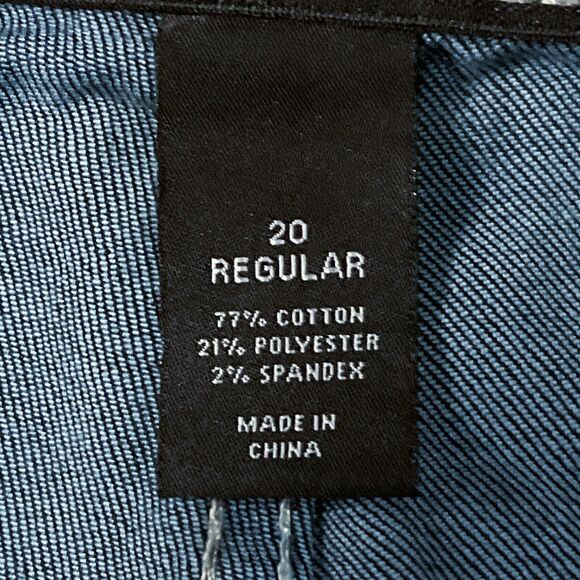 20
REGULAR
77% COTTON
21% POLYESTER
2% SPANDEX
MADE IN
CHINA